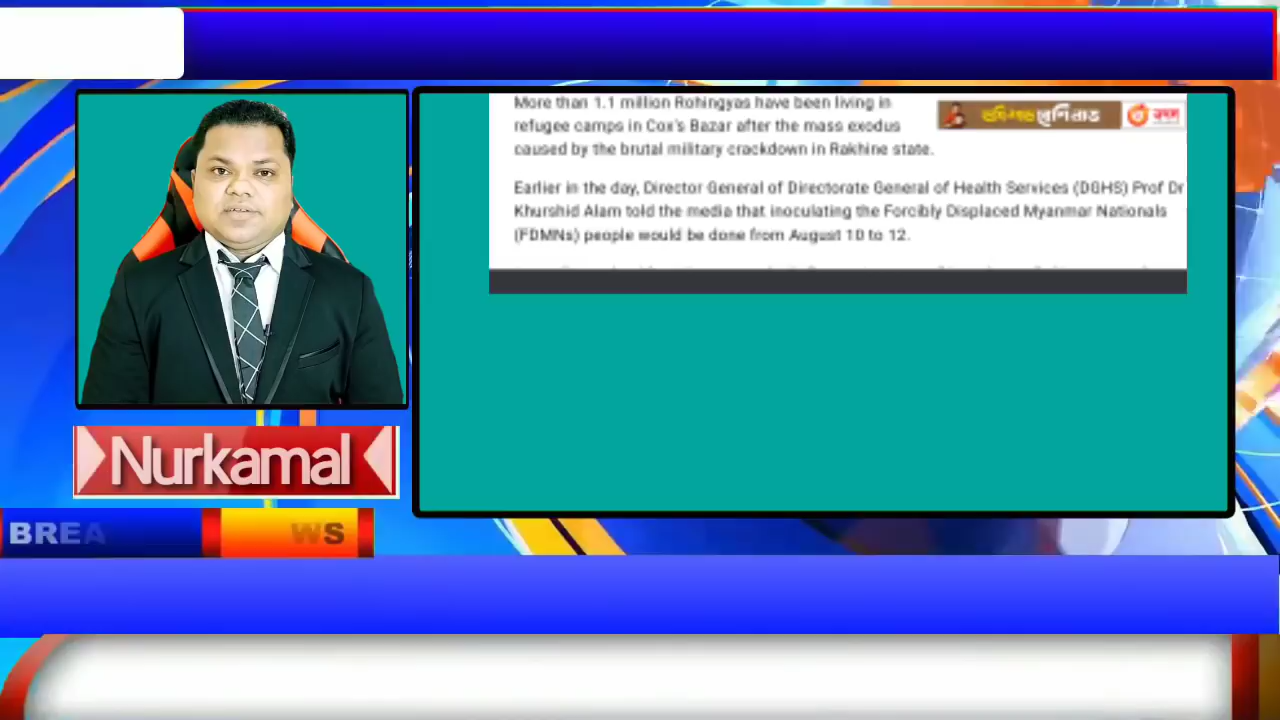 More than 1.1 million Rohingyas have been living in
refugee camps in Cox's Bazar after the mass exodus
caused by the brutal military crackdown in Rakhine state.
Earlier in the day, Director General of Directorate General of Health Services (DGHS) Prof Dr
Khurshid Alam told the media that inoculating the Forcibly Displaced Myanmar Nationals
(FDMNs) people would be done from August 10 to 12.
Nurkamal
BREA WS